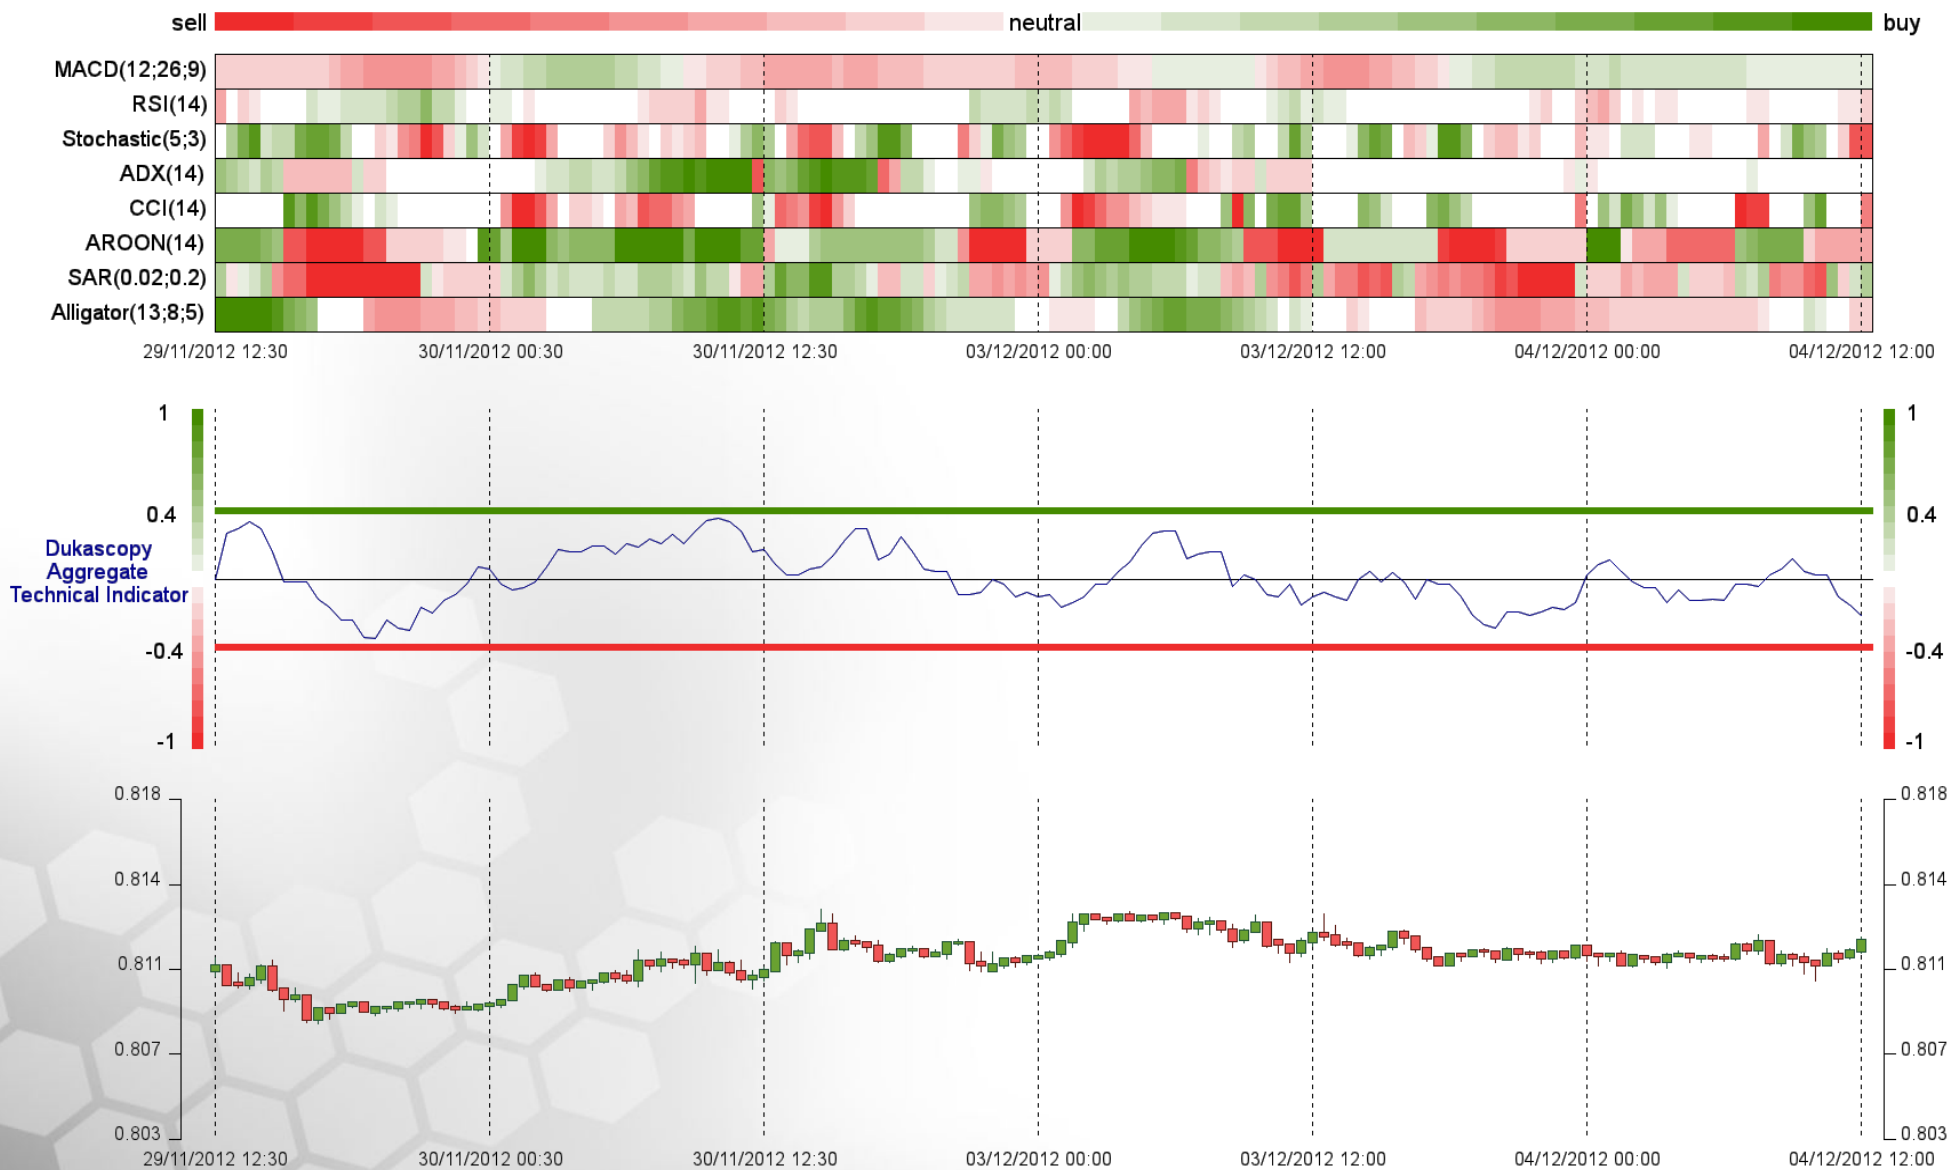 sell neutral buy
MACD(12;26;9)
RSI(14)
Stochastic(5;3)
ADX(14)
CCI(14)
AROON(14)
SAR(0.02;0.2)
Alligator(13;8;5)
29/11/2012 12:30 30/11/2012 00:30 30/11/2012 12:30 03/12/2012 00:00 03/12/2012 12:00 04/12/2012 00:00 04/12/2012 12:00
1 1
0.4 0.4
Dukascopy
Aggregate
Technical Indicator
-0.4 -0.4
-1 -1
0.818 0.818
0.814 0.814
0.811 0.811
0.807 0.807
0.803 0.803
29/11/2012 12:30 30/11/2012 00:30 30/11/2012 12:30 03/12/2012 00:00 03/12/2012 12:00 04/12/2012 00:00 04/12/2012 12:00